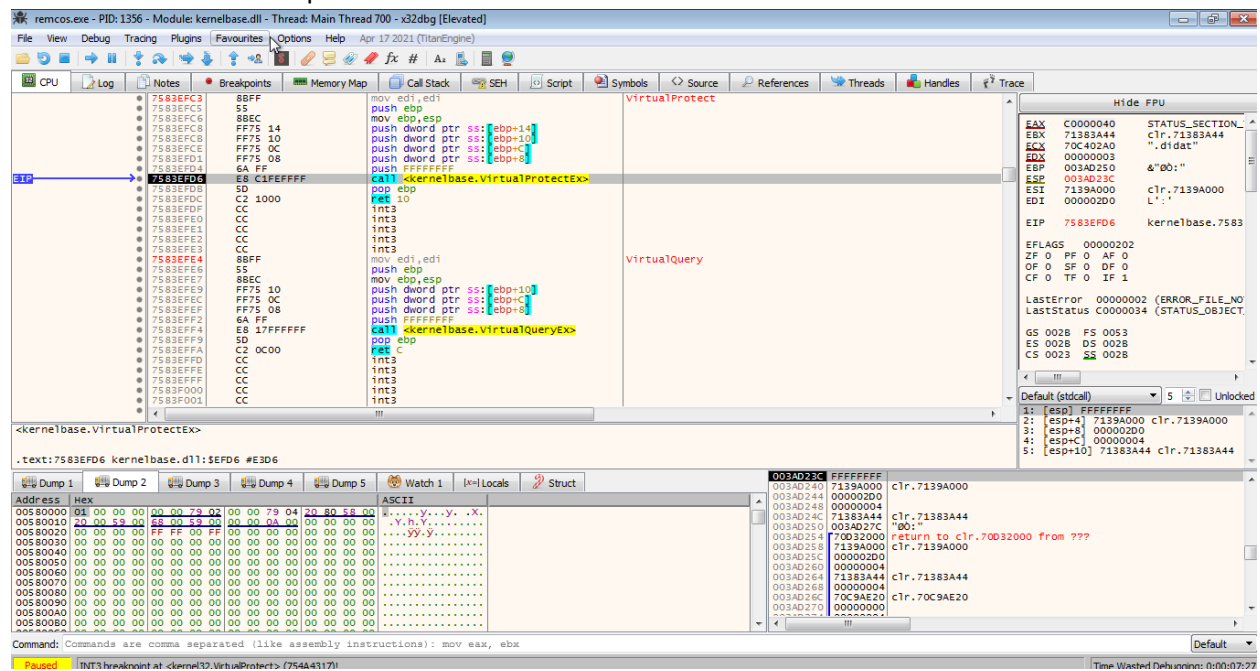 remcos.exe - PID: 1356 - Module: kernelbase.dll - Thread: Main Thread 700 - x32dbg [Elevated]
File View Debug Tracing Plugins Favourites Options Help Apr 17 2021 (TitanEngine)
CPU Log Notes Breakpoints Memory Map Call Stack SEH Script Symbols Source References Threads Handles Trace
7583EFC3 8BFF mov edi,edi VirtualProtect
7583EFC5 55 push ebp
7583EFC6 8BEC mov ebp,esp
7583EFC8 FF75 14 push dword ptr ss:[ebp+14]
7583EFCB FF75 10 push dword ptr ss:[ebp+10]
7583EFCE FF75 0C push dword ptr ss:[ebp+C]
7583EFD1 FF75 08 push dword ptr ss:[ebp+8]
7583EFD4 6A FF push FFFFFFFF
EIP 7583EFD6 E8 C1FEFFFF call <kernelbase.VirtualProtectEx>
7583EFDB 5D pop ebp
7583EFDC C2 1000 ret 10
7583EFDF CC int3
7583EFE0 CC int3
7583EFE1 CC int3
7583EFE2 CC int3
7583EFE3 CC int3
7583EFE4 8BFF mov edi,edi VirtualQuery
7583EFE6 55 push ebp
7583EFE7 8BEC mov ebp,esp
7583EFE9 FF75 10 push dword ptr ss:[ebp+10]
7583EFEC FF75 0C push dword ptr ss:[ebp+C]
7583EFEF FF75 08 push dword ptr ss:[ebp+8]
7583EFF2 6A FF push FFFFFFFF
7583EFF4 E8 17FFFFFF call <kernelbase.VirtualQueryEx>
7583EFF9 5D pop ebp
7583EFFA C2 0C00 ret C
7583EFFD CC int3
7583EFFE CC int3
7583EFFF CC int3
7583F000 CC int3
7583F001 CC int3
Hide FPU
EAX C0000040 STATUS_SECTION_
EBX 71383A44 clr.71383A44
ECX 70C402A0 ".didat"
EDX 00000003
EBP 003AD250 &"Øò:"
ESP 003AD23C
ESI 7139A000 clr.7139A000
EDI 000002D0 L'ː'
EIP 7583EFD6 kernelbase.7583
EFLAGS 00000202
ZF 0 PF 0 AF 0
OF 0 SF 0 DF 0
CF 0 TF 0 IF 1
LastError 00000002 (ERROR_FILE_NO
LastStatus C0000034 (STATUS_OBJECT_
GS 002B FS 0053
ES 002B DS 002B
CS 0023 SS 002B
Default (stdcall) 5 Unlocked
1: [esp] FFFFFFFF
2: [esp+4] 7139A000 clr.7139A000
3: [esp+8] 000002D0
4: [esp+C] 00000004
5: [esp+10] 71383A44 clr.71383A44
<kernelbase.VirtualProtectEx>
.text:7583EFD6 kernelbase.dll:$EFD6 #E3D6
Dump 1 Dump 2 Dump 3 Dump 4 Dump 5 Watch 1 Locals Struct
Address Hex ASCII
00580000 01 00 00 00 00 00 79 02 00 00 79 04 20 80 58 00 ......y...y. .X.
00580010 20 00 59 00 68 00 59 00 00 00 0A 00 00 00 00 00 .Y.h.Y.........
00580020 00 00 00 00 FF FF 00 FF 00 00 00 00 00 00 00 00 ....ÿÿ.ÿ........
00580030 00 00 00 00 00 00 00 00 00 00 00 00 00 00 00 00 ................
00580040 00 00 00 00 00 00 00 00 00 00 00 00 00 00 00 00 ................
00580050 00 00 00 00 00 00 00 00 00 00 00 00 00 00 00 00 ................
00580060 00 00 00 00 00 00 00 00 00 00 00 00 00 00 00 00 ................
00580070 00 00 00 00 00 00 00 00 00 00 00 00 00 00 00 00 ................
00580080 00 00 00 00 00 00 00 00 00 00 00 00 00 00 00 00 ................
00580090 00 00 00 00 00 00 00 00 00 00 00 00 00 00 00 00 ................
005800A0 00 00 00 00 00 00 00 00 00 00 00 00 00 00 00 00 ................
005800B0 00 00 00 00 00 00 00 00 00 00 00 00 00 00 00 00 ................
003AD23C FFFFFFFF
003AD240 7139A000 clr.7139A000
003AD244 000002D0
003AD248 00000004
003AD24C 71383A44 clr.71383A44
003AD250 003AD27C "Øò:"
003AD254 70D32000 return to clr.70D32000 from ???
003AD258 7139A000 clr.7139A000
003AD25C 000002D0
003AD260 00000004
003AD264 71383A44 clr.71383A44
003AD268 00000004
003AD26C 70C9AE20 clr.70C9AE20
003AD270 00000000
Command: Commands are comma separated (like assembly instructions): mov eax, ebx Default
Paused INT3 breakpoint at <kernel32.VirtualProtect> (754A4317)! Time Wasted Debugging: 0:00:07:27